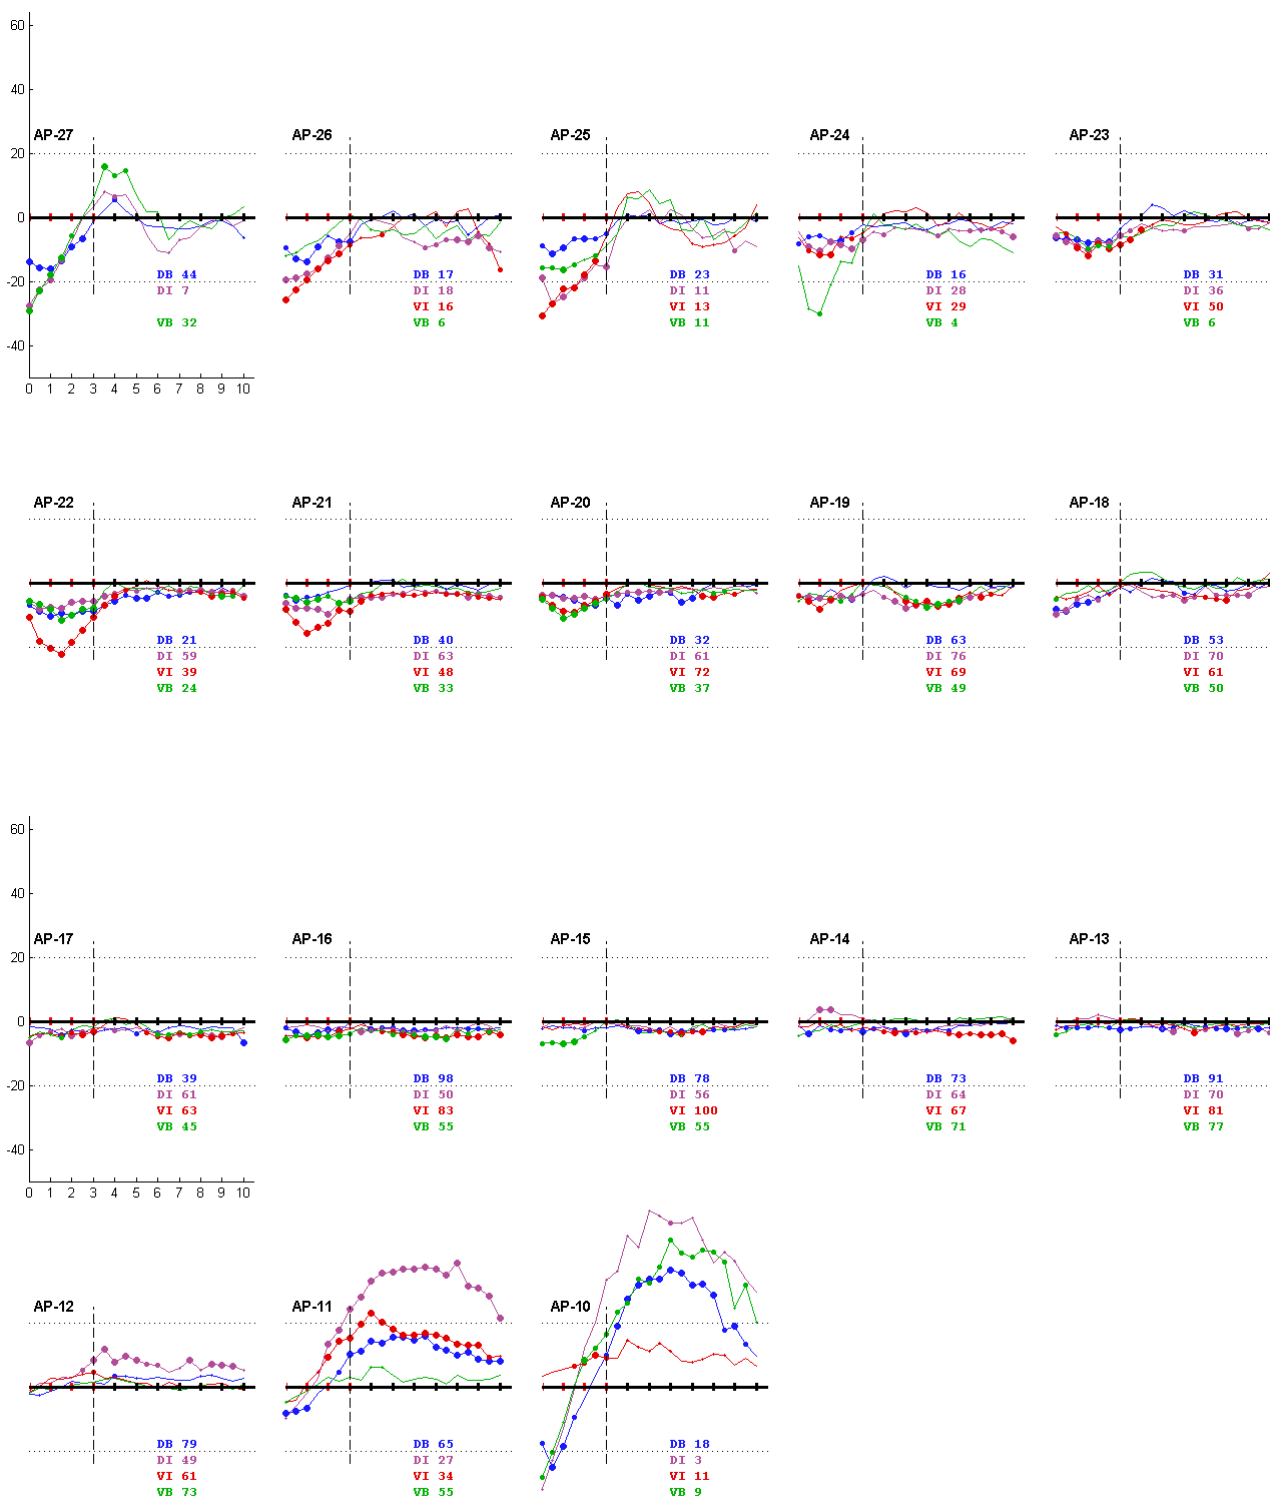 60
40
AP-27 AP-26 AP-25 AP-24 AP-23
20
0
DB 44 DB 17 DB 23 DB 16 DB 31
-20 DI 7 DI 18 DI 11 DI 28 DI 36
VI 16 VI 13 VI 29 VI 50
VB 32 VB 6 VB 11 VB 4 VB 6
-40
0 1 2 3 4 5 6 7 8 9 10
AP-22 AP-21 AP-20 AP-19 AP-18
DB 21 DB 40 DB 32 DB 63 DB 53
DI 59 DI 63 DI 61 DI 76 DI 70
VI 39 VI 48 VI 72 VI 69 VI 61
VB 24 VB 33 VB 37 VB 49 VB 50
60
40
AP-17 AP-16 AP-15 AP-14 AP-13
20
0
DB 39 DB 98 DB 78 DB 73 DB 91
-20 DI 61 DI 50 DI 56 DI 64 DI 70
VI 63 VI 83 VI 100 VI 67 VI 81
VB 45 VB 55 VB 55 VB 71 VB 77
-40
0 1 2 3 4 5 6 7 8 9 10
AP-12 AP-11 AP-10
DB 79 DB 65 DB 18
DI 49 DI 27 DI 3
VI 61 VI 34 VI 11
VB 73 VB 55 VB 9